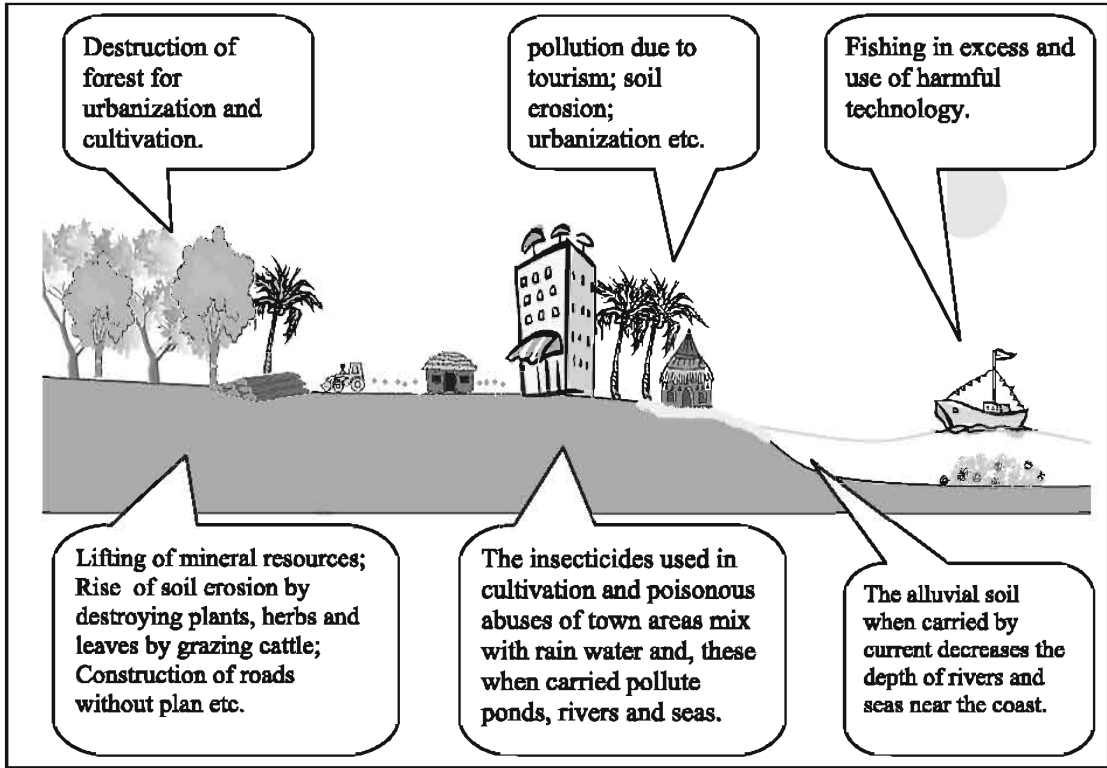 Destruction of
forest for
urbanization and
cultivation.
pollution due to
tourism; soil
erosion;
urbanization etc.
Fishing in excess and
use of harmful
technology.
Lifting of mineral resources;
Rise of soil erosion by
destroying plants, herbs and
leaves by grazing cattle;
Construction of roads
without plan etc.
The insecticides used in
cultivation and poisonous
abuses of town areas mix
with rain water and, these
when carried pollute
ponds, rivers and seas.
The alluvial soil
when carried by
current decreases the
depth of rivers and
seas near the coast.